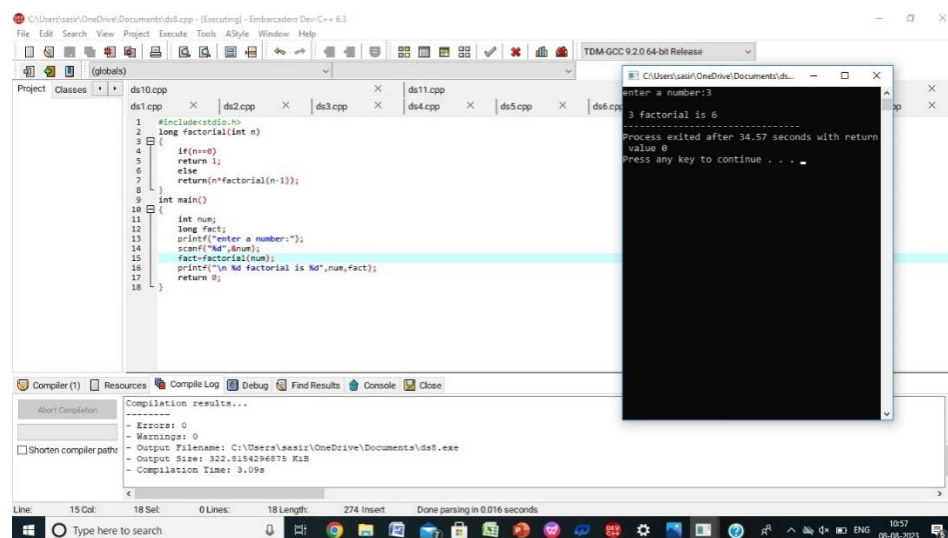 C:\Users\sasir\OneDrive\Documents\ds8.cpp - [Executing] - Embarcadero Dev-C++ 6.3
File Edit Search View Project Execute Tools AStyle Window Help
TDM-GCC 9.2.0 64-bit Release
(globals)
Project Classes
ds10.cpp
ds11.cpp
ds1.cpp
ds2.cpp
ds3.cpp
ds4.cpp
ds5.cpp
ds6.cpp
1 #include<stdio.h>
2 long factorial(int n)
3 {
4 if(n==0)
5 return 1;
6 else
7 return(n*factorial(n-1));
8 }
9 int main()
10 {
11 int num;
12 long fact;
13 printf("enter a number:");
14 scanf("%d",&num);
15 fact=factorial(num);
16 printf("\n %d factorial is %d",num,fact);
17 return 0;
18 }
C:\Users\sasir\OneDrive\Documents\ds...
enter a number:3
3 factorial is 6
--------------------------------
Process exited after 34.57 seconds with return
value 0
Press any key to continue . . .
Compiler (1) Resources Compile Log Debug Find Results Console Close
Abort Compilation
Shorten compiler paths
Compilation results...
--------
- Errors: 0
- Warnings: 0
- Output Filename: C:\Users\sasir\OneDrive\Documents\ds8.exe
- Output Size: 322.8154296875 KiB
- Compilation Time: 3.09s
Line: 15 Col: 18 Sel: 0 Lines: 18 Length: 274 Insert Done parsing in 0.016 seconds
Type here to search
ENG
10:57
08-08-2023